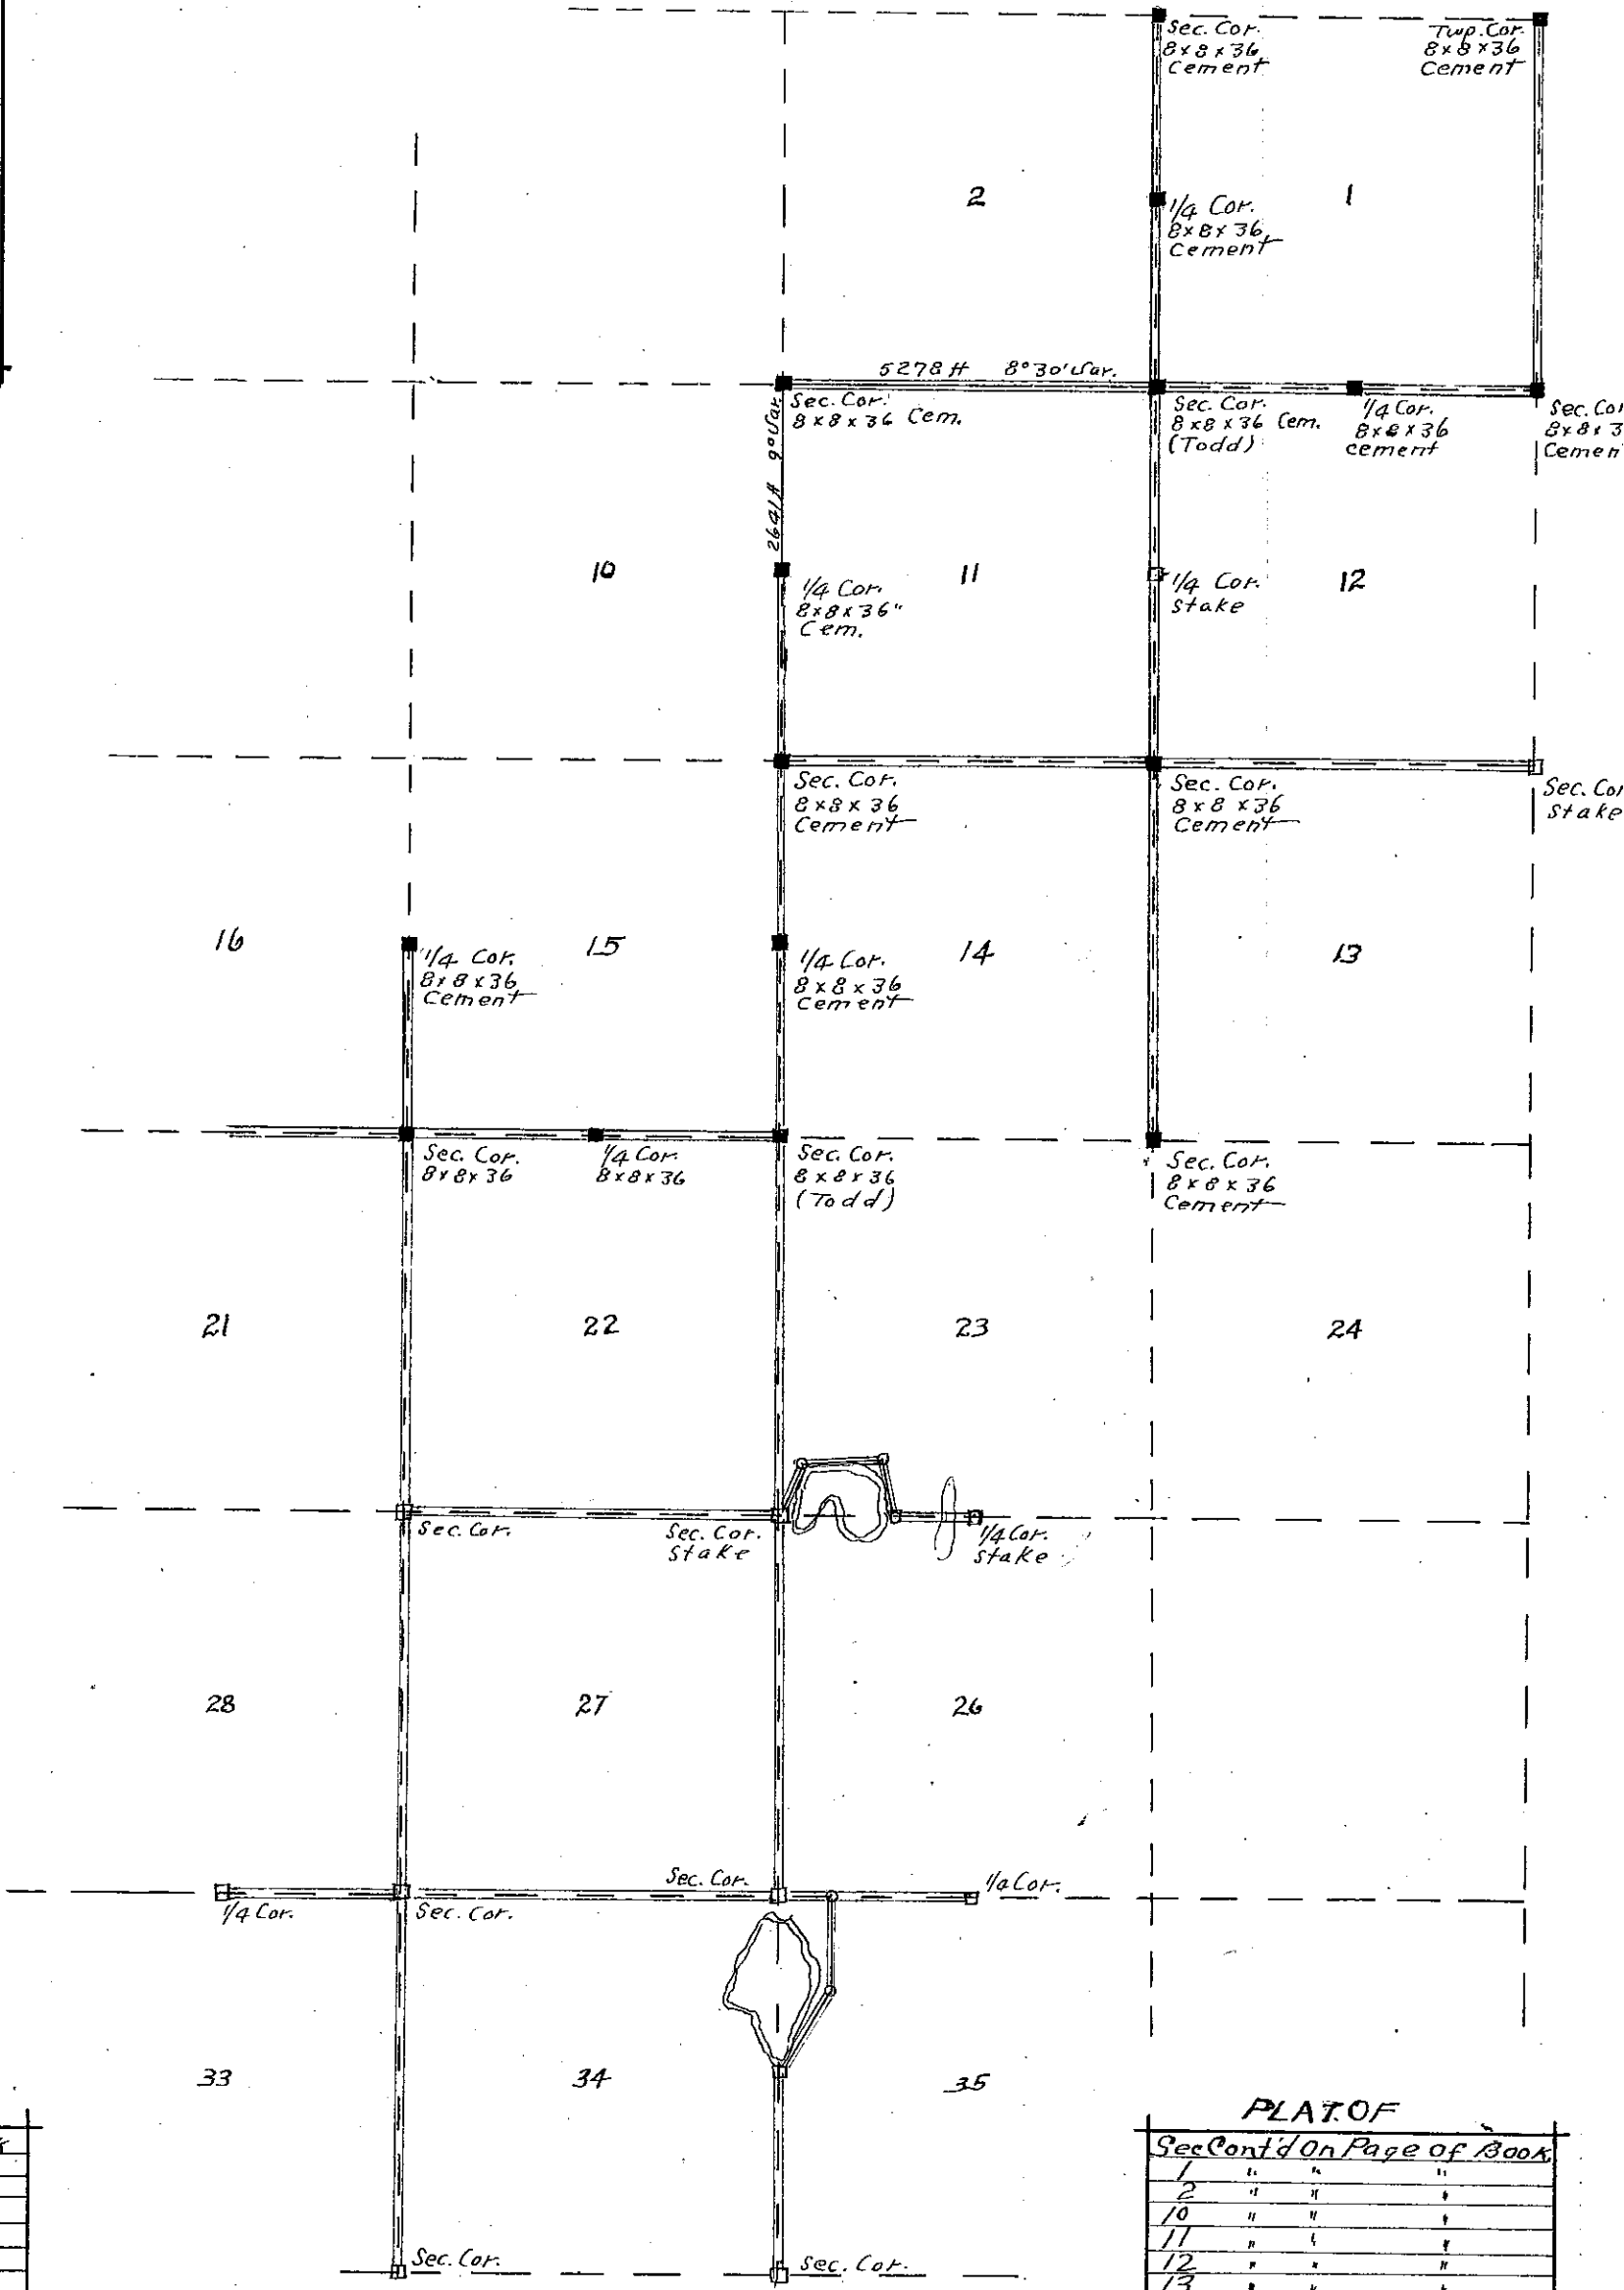 Sec. Cor.
8x8x36
Cement
Twp. Cor.
8x8x36
Cement
2
1
1/4 Cor.
8x8x36
Cement
5278 ft 8°30' Var.
Sec. Cor.
8x8x36 Cem.
Sec. Cor.
8x8x36 Cem.
(Todd)
1/4 Cor.
8x8x36
cement
Sec. Cor
8x8x3
Cemen
2641 ft 9° Var.
10
1/4 Cor.
8x8x36"
Cem.
11
1/4 Cor.
stake
12
Sec. Cor.
8x8x36
Cement
Sec. Cor.
8x8x36
Cement
Sec. Cor
Stake
16
1/4 Cor.
8x8x36
Cement
15
1/4 Cor.
8x8x36
Cement
14
13
Sec. Cor.
8x8x36
1/4 Cor.
8x8x36
Sec. Cor.
8x8x36
(Todd)
Sec. Cor.
8x8x36
Cement
21
22
23
24
Sec. Cor.
Sec. Cor.
Stake
1/4 Cor.
Stake
28
27
26
1/4 Cor.
Sec. Cor.
Sec. Cor.
1/4 Cor.
33
34
35
Sec. Cor.
Sec. Cor.
PLAT OF
Sec Cont'd On Page of Book
1 " " "
2 " " "
10 " " "
11 " " "
12 " " "
13 " " "